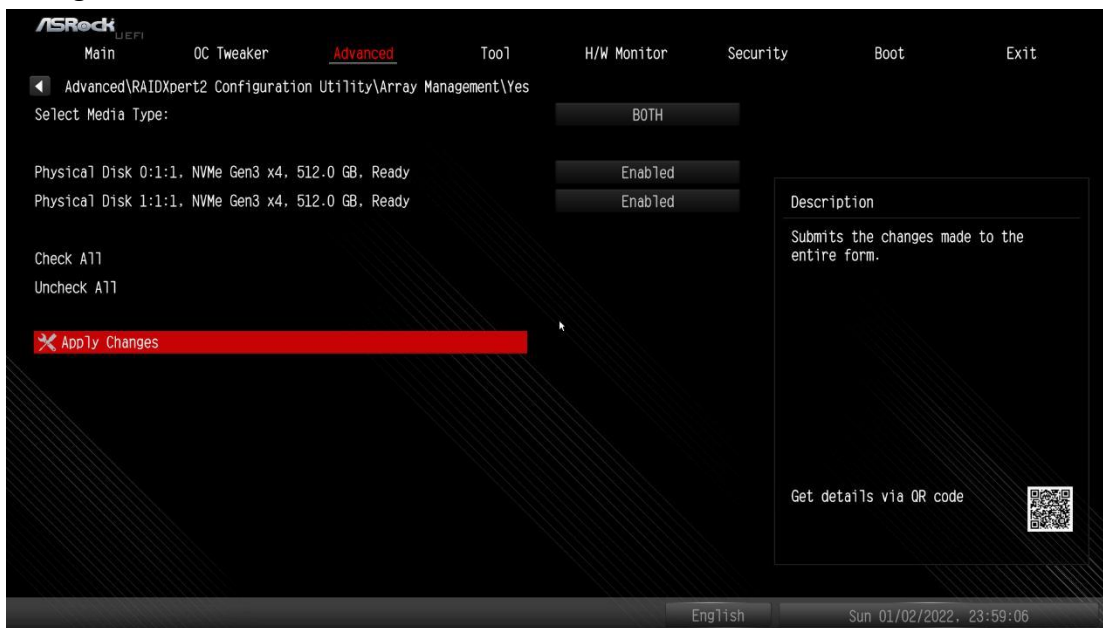 ASRock
UEFI
Main OC Tweaker Advanced Tool H/W Monitor Security Boot Exit
Advanced\RAIDXpert2 Configuration Utility\Array Management\Yes
Select Media Type: BOTH
Physical Disk 0:1:1, NVMe Gen3 x4, 512.0 GB, Ready Enabled
Physical Disk 1:1:1, NVMe Gen3 x4, 512.0 GB, Ready Enabled
Description
Submits the changes made to the
entire form.
Check All
Uncheck All
Apply Changes
Get details via QR code
English Sun 01/02/2022, 23:59:06